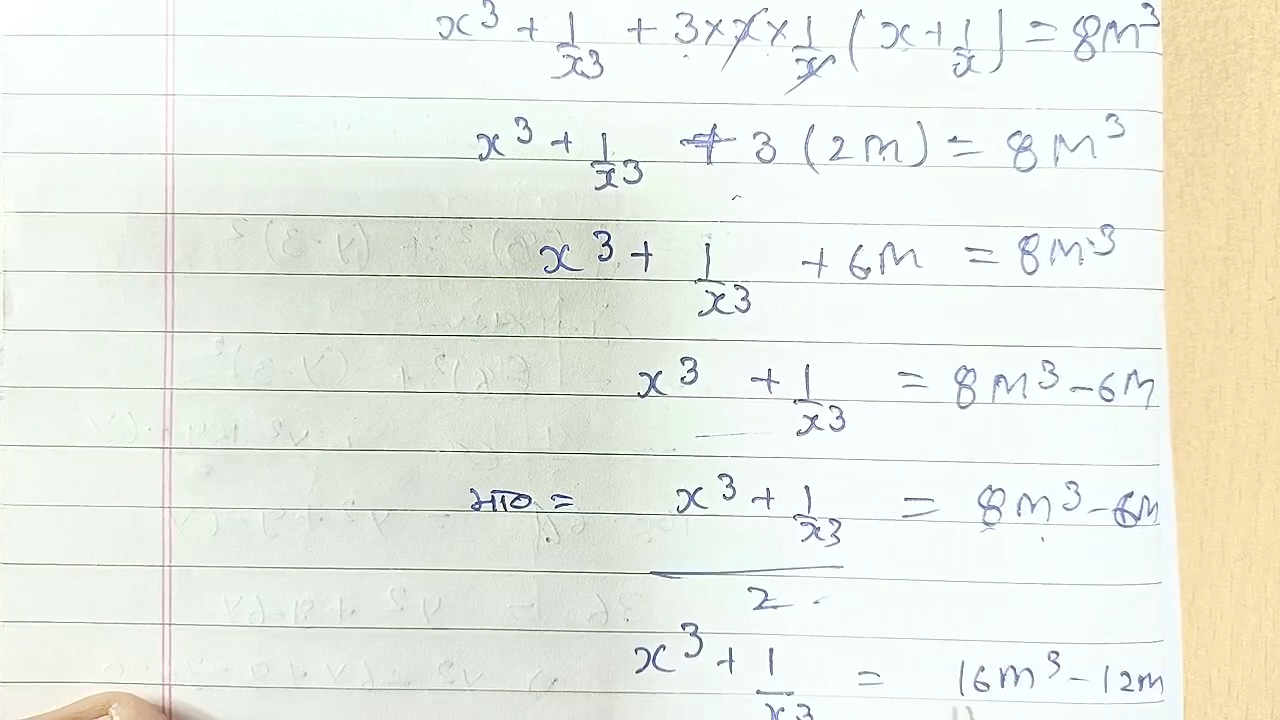 x³ + 1/x³ + 3 × x × 1/x (x + 1/x) = 8m³
x³ + 1/x³ + 3 (2m) = 8m³
x³ + 1/x³ + 6m = 8m³
x³ + 1/x³ = 8m³ - 6m
= (x³ + 1/x³)/2 = 8m³ - 6m
x³ + 1/x³ = 16m³ - 12m